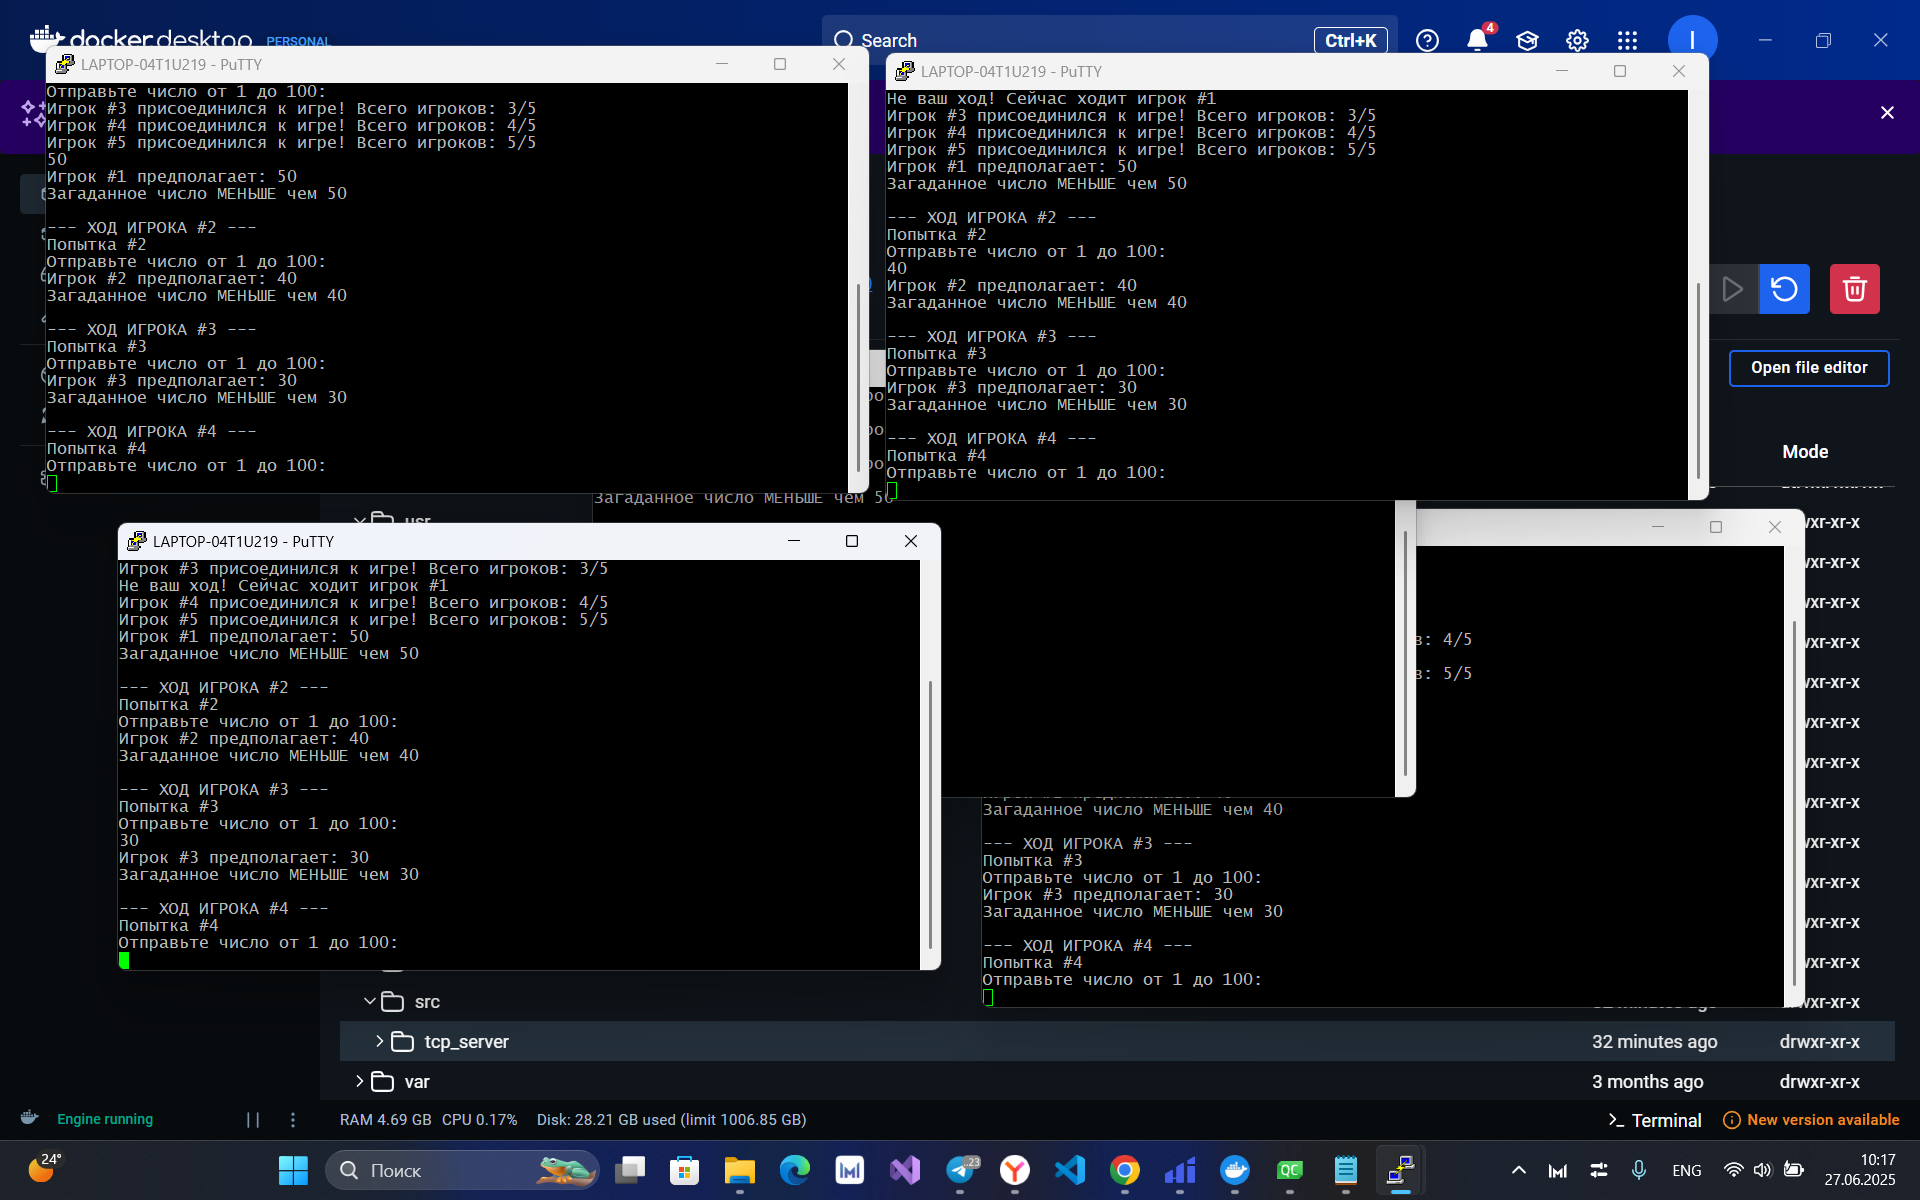 docker.desktop PERSONAL
Search
Ctrl+K
4
I
LAPTOP-04T1U219 - PuTTY
Отправьте число от 1 до 100:
Игрок #3 присоединился к игре! Всего игроков: 3/5
Игрок #4 присоединился к игре! Всего игроков: 4/5
Игрок #5 присоединился к игре! Всего игроков: 5/5
50
Игрок #1 предполагает: 50
Загаданное число МЕНЬШЕ чем 50
--- ХОД ИГРОКА #2 ---
Попытка #2
Отправьте число от 1 до 100:
Игрок #2 предполагает: 40
Загаданное число МЕНЬШЕ чем 40
--- ХОД ИГРОКА #3 ---
Попытка #3
Отправьте число от 1 до 100:
Игрок #3 предполагает: 30
Загаданное число МЕНЬШЕ чем 30
--- ХОД ИГРОКА #4 ---
Попытка #4
Отправьте число от 1 до 100:
LAPTOP-04T1U219 - PuTTY
Не ваш ход! Сейчас ходит игрок #1
Игрок #3 присоединился к игре! Всего игроков: 3/5
Игрок #4 присоединился к игре! Всего игроков: 4/5
Игрок #5 присоединился к игре! Всего игроков: 5/5
Игрок #1 предполагает: 50
Загаданное число МЕНЬШЕ чем 50
--- ХОД ИГРОКА #2 ---
Попытка #2
Отправьте число от 1 до 100:
40
Игрок #2 предполагает: 40
Загаданное число МЕНЬШЕ чем 40
--- ХОД ИГРОКА #3 ---
Попытка #3
Отправьте число от 1 до 100:
Игрок #3 предполагает: 30
Загаданное число МЕНЬШЕ чем 30
--- ХОД ИГРОКА #4 ---
Попытка #4
Отправьте число от 1 до 100:
Open file editor
Mode
Загаданное число МЕНЬШЕ чем 50
usr
LAPTOP-04T1U219 - PuTTY
Игрок #3 присоединился к игре! Всего игроков: 3/5
Не ваш ход! Сейчас ходит игрок #1
Игрок #4 присоединился к игре! Всего игроков: 4/5
Игрок #5 присоединился к игре! Всего игроков: 5/5
Игрок #1 предполагает: 50
Загаданное число МЕНЬШЕ чем 50
--- ХОД ИГРОКА #2 ---
Попытка #2
Отправьте число от 1 до 100:
Игрок #2 предполагает: 40
Загаданное число МЕНЬШЕ чем 40
--- ХОД ИГРОКА #3 ---
Попытка #3
Отправьте число от 1 до 100:
30
Игрок #3 предполагает: 30
Загаданное число МЕНЬШЕ чем 30
--- ХОД ИГРОКА #4 ---
Попытка #4
Отправьте число от 1 до 100:
в: 4/5
в: 5/5
Загаданное число МЕНЬШЕ чем 40
--- ХОД ИГРОКА #3 ---
Попытка #3
Отправьте число от 1 до 100:
Игрок #3 предполагает: 30
Загаданное число МЕНЬШЕ чем 30
--- ХОД ИГРОКА #4 ---
Попытка #4
Отправьте число от 1 до 100:
wxr-xr-x
wxr-xr-x
wxr-xr-x
wxr-xr-x
wxr-xr-x
wxr-xr-x
wxr-xr-x
wxr-xr-x
wxr-xr-x
wxr-xr-x
wxr-xr-x
wxr-xr-x
src wxr-xr-x
tcp_server 32 minutes ago drwxr-xr-x
var 3 months ago drwxr-xr-x
Engine running RAM 4.69 GB CPU 0.17% Disk: 28.21 GB used (limit 1006.85 GB) Terminal New version available
24°
Поиск
23
QC
ENG
10:17
27.06.2025